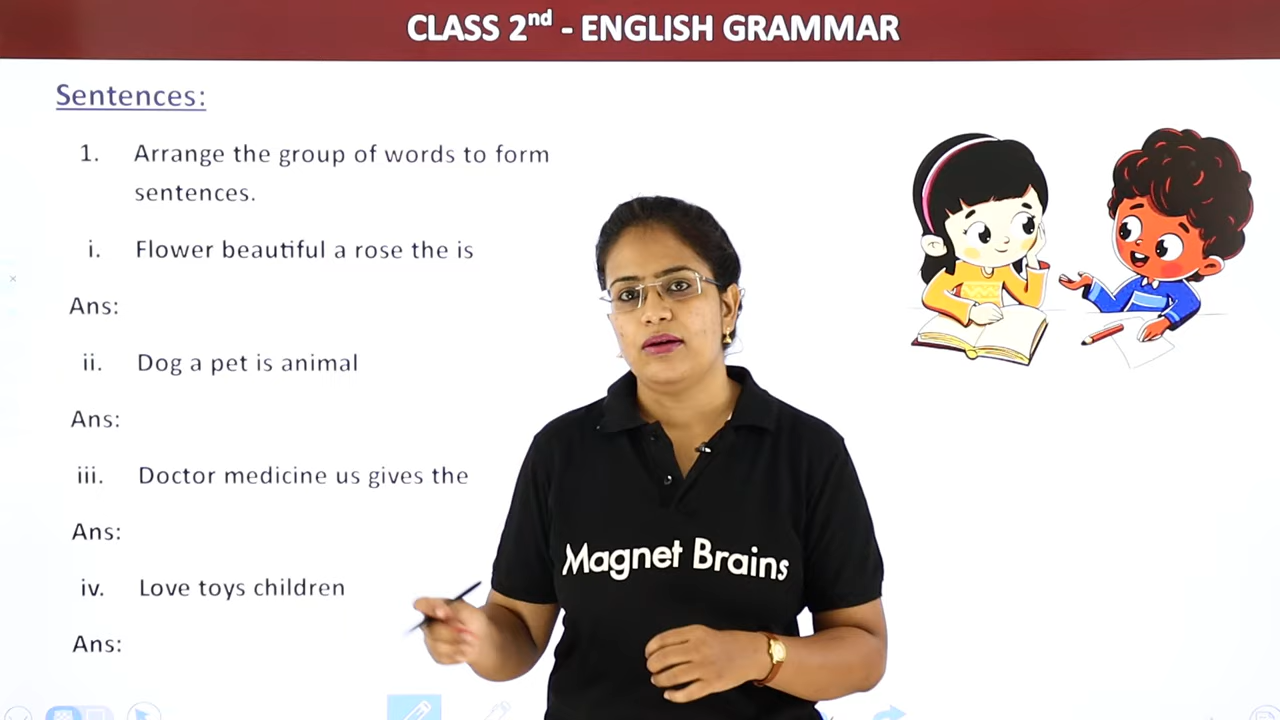 CLASS 2nd - ENGLISH GRAMMAR
Sentences:
1. Arrange the group of words to form
sentences.
i. Flower beautiful a rose the is
Ans:
ii. Dog a pet is animal
Ans:
iii. Doctor medicine us gives the
Ans:
iv. Love toys children
Ans:
Magnet Brains